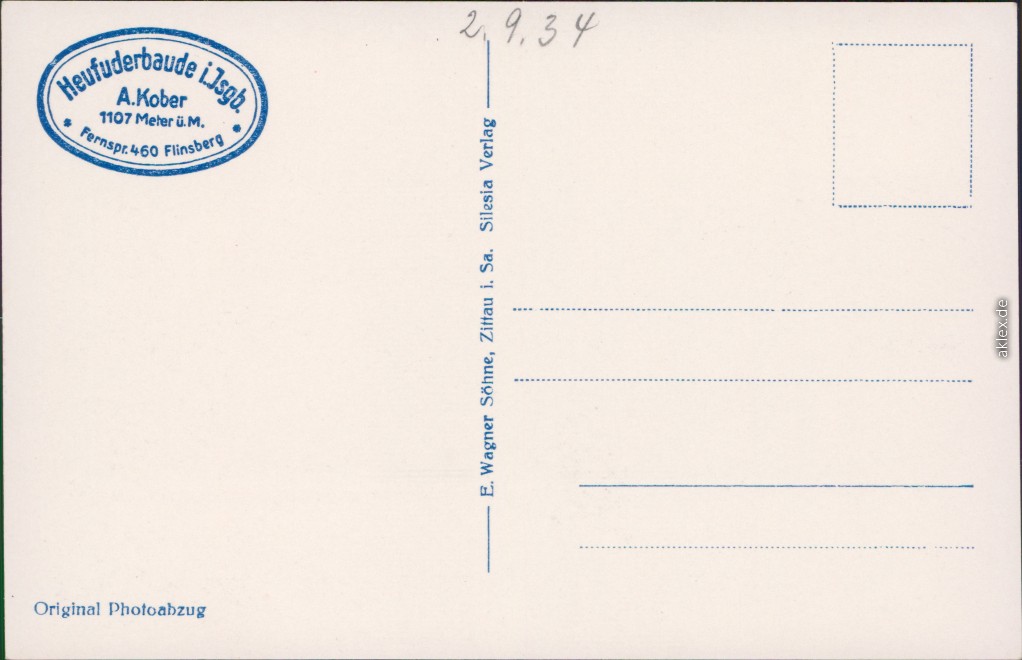 2.9.34
Heufuderbaude i.Jsgb.
A.Kober
1107 Meter ü.M.
* Fernspr.460 Flinsberg *
E. Wagner Söhne, Zittau i. Sa. Silesia Verlag
Original Photoabzug
aklex.de